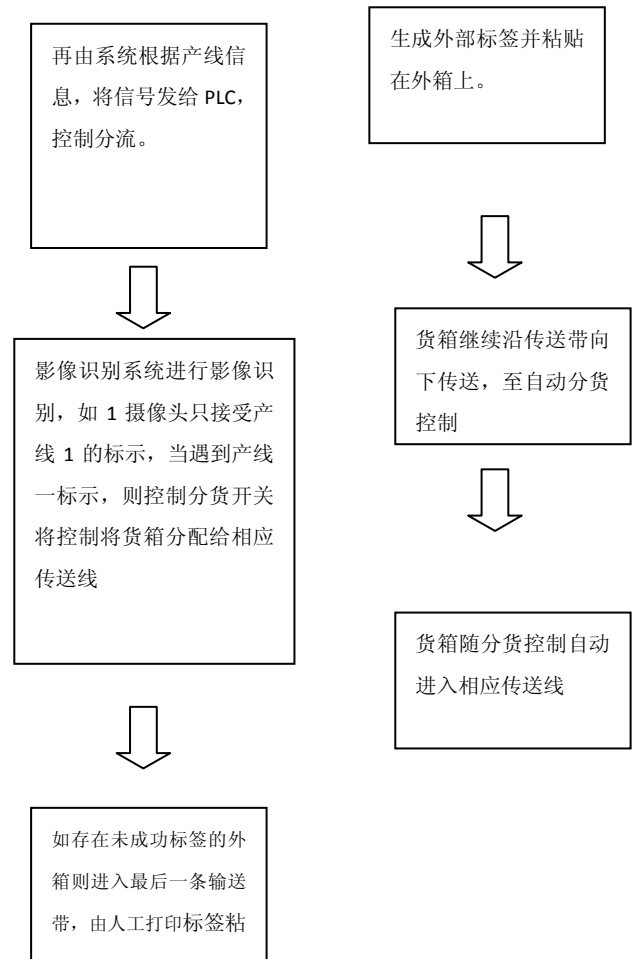 再由系统根据产线信
息，将信号发给 PLC，
控制分流。
影像识别系统进行影像识
别，如 1 摄像头只接受产
线 1 的标示，当遇到产线
一标示，则控制分货开关
将控制将货箱分配给相应
传送线
如存在未成功标签的外
箱则进入最后一条输送
带，由人工打印标签粘
生成外部标签并粘贴
在外箱上。
货箱继续沿传送带向
下传送，至自动分货
控制
货箱随分货控制自动
进入相应传送线